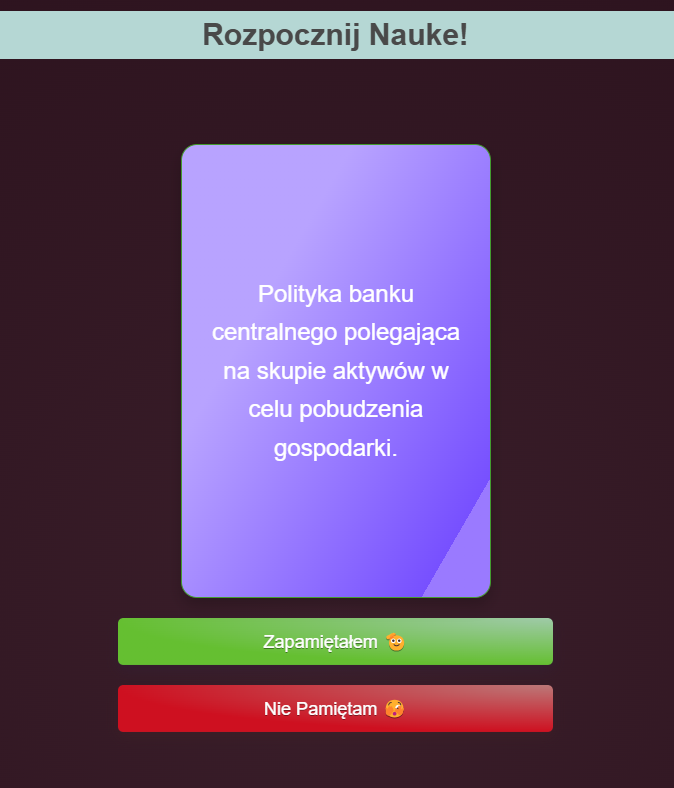 Rozpocznij Nauke!
Polityka banku
centralnego polegająca
na skupie aktywów w
celu pobudzenia
gospodarki.
Zapamiętałem
Nie Pamiętam